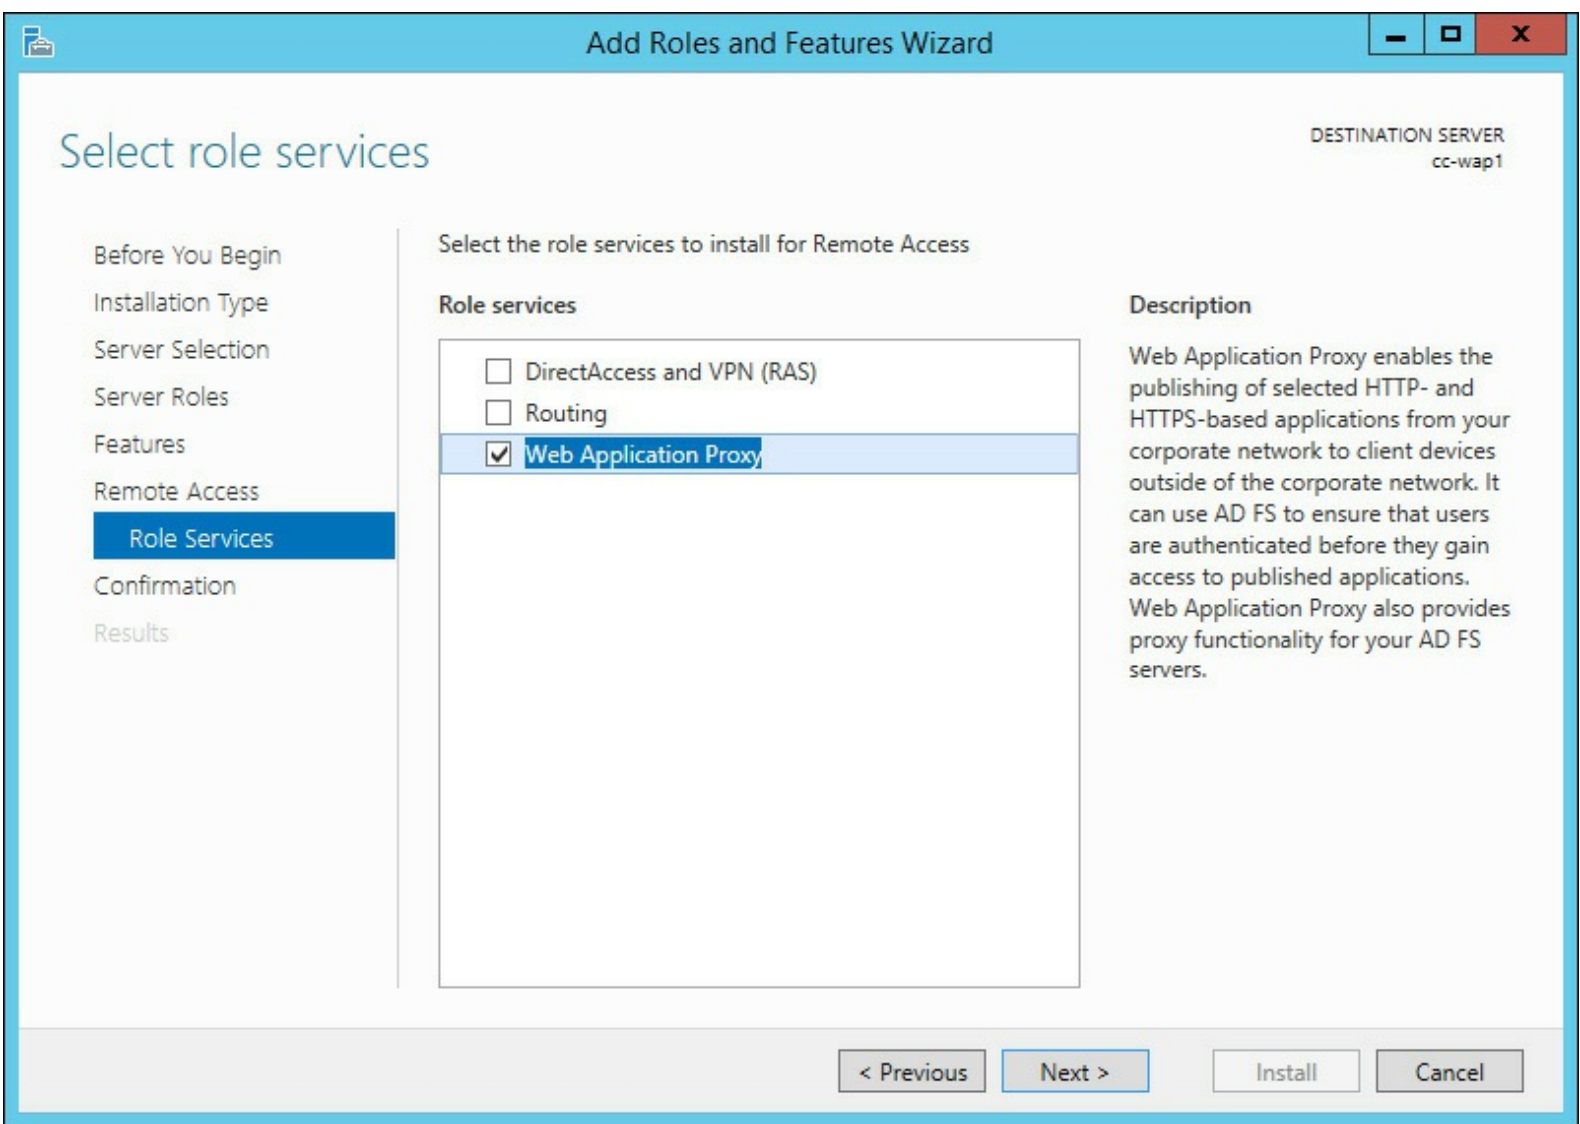 Add Roles and Features Wizard
Select role services
DESTINATION SERVER
cc-wap1
Before You Begin
Installation Type
Server Selection
Server Roles
Features
Remote Access
Role Services
Confirmation
Results
Select the role services to install for Remote Access
Role services
DirectAccess and VPN (RAS)
Routing
Web Application Proxy
Description
Web Application Proxy enables the
publishing of selected HTTP- and
HTTPS-based applications from your
corporate network to client devices
outside of the corporate network. It
can use AD FS to ensure that users
are authenticated before they gain
access to published applications.
Web Application Proxy also provides
proxy functionality for your AD FS
servers.
< Previous
Next >
Install
Cancel